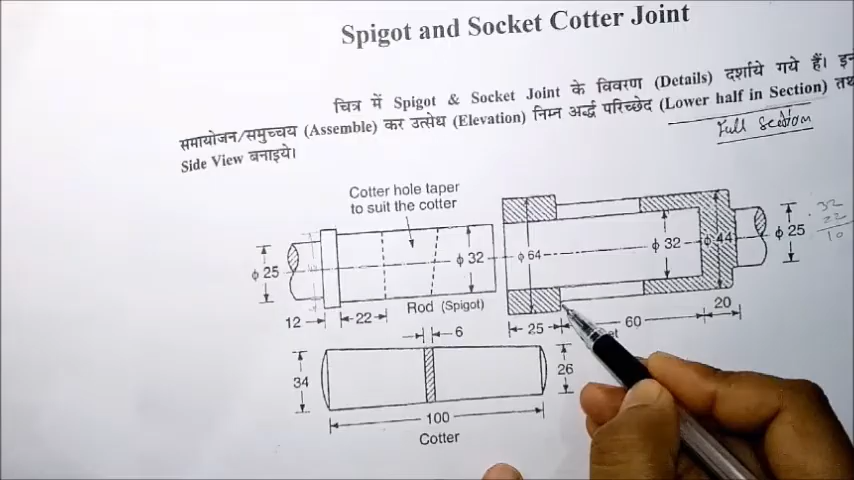 Spigot and Socket Cotter Joint
चित्र में Spigot & Socket Joint के विवरण (Details) दर्शाये गये हैं।
समायोजन/समुच्चय (Assemble) कर उत्सेध (Elevation) निम्न अर्द्ध परिच्छेद (Lower half in Section)
Full Section
Side View बनाइये।
Cotter hole taper
to suit the cotter
32
22
10
ϕ 25
ϕ 32
ϕ 64
ϕ 32
ϕ 44
ϕ 25
Rod (Spigot)
12
22
25
60
20
6
34
26
100
Cotter